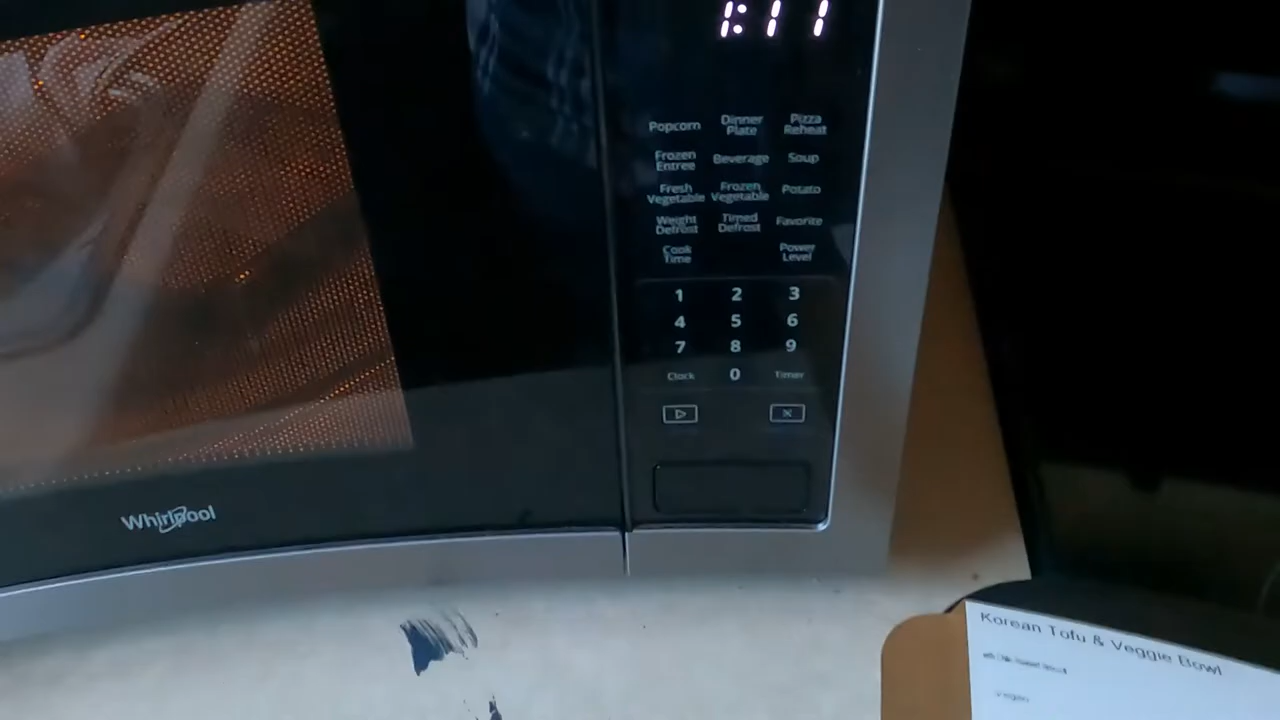 1:11
Popcorn
Dinner
Plate
Pizza
Reheat
Frozen
Entree
Beverage
Soup
Fresh
Vegetable
Frozen
Vegetable
Potato
Weight
Defrost
Timed
Defrost
Favorite
Cook
Time
Power
Level
1 2 3
4 5 6
7 8 9
Clock 0 Timer
Whirlpool
Korean Tofu & Veggie Bowl
Vegan